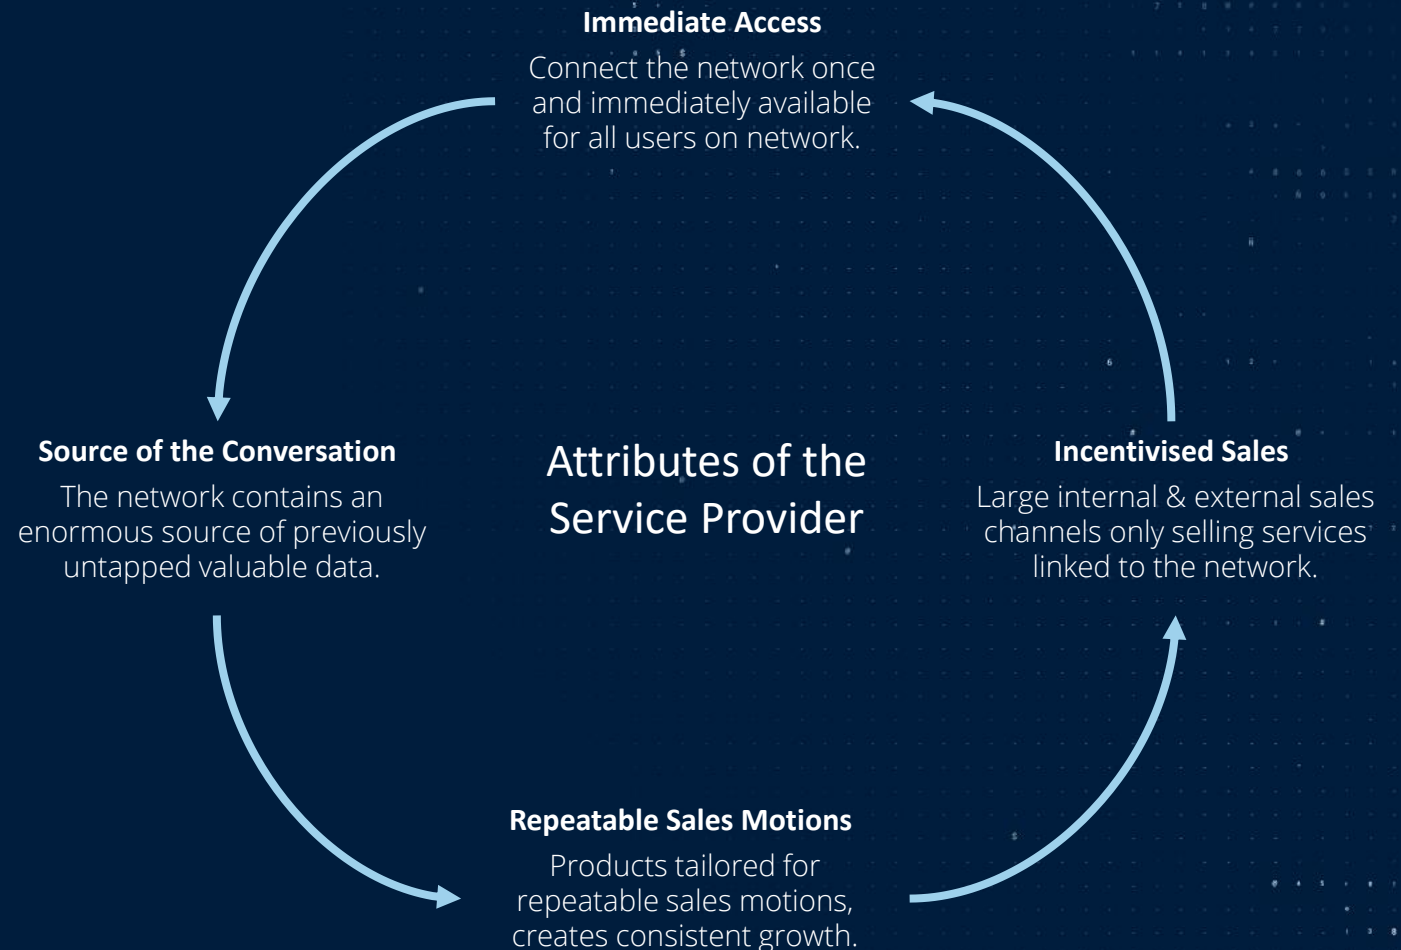 Immediate Access
Connect the network once
and immediately available
for all users on network.
Source of the Conversation
The network contains an
enormous source of previously
untapped valuable data.
Attributes of the
Service Provider
Incentivised Sales
Large internal & external sales
channels only selling services
linked to the network.
Repeatable Sales Motions
Products tailored for
repeatable sales motions,
creates consistent growth.